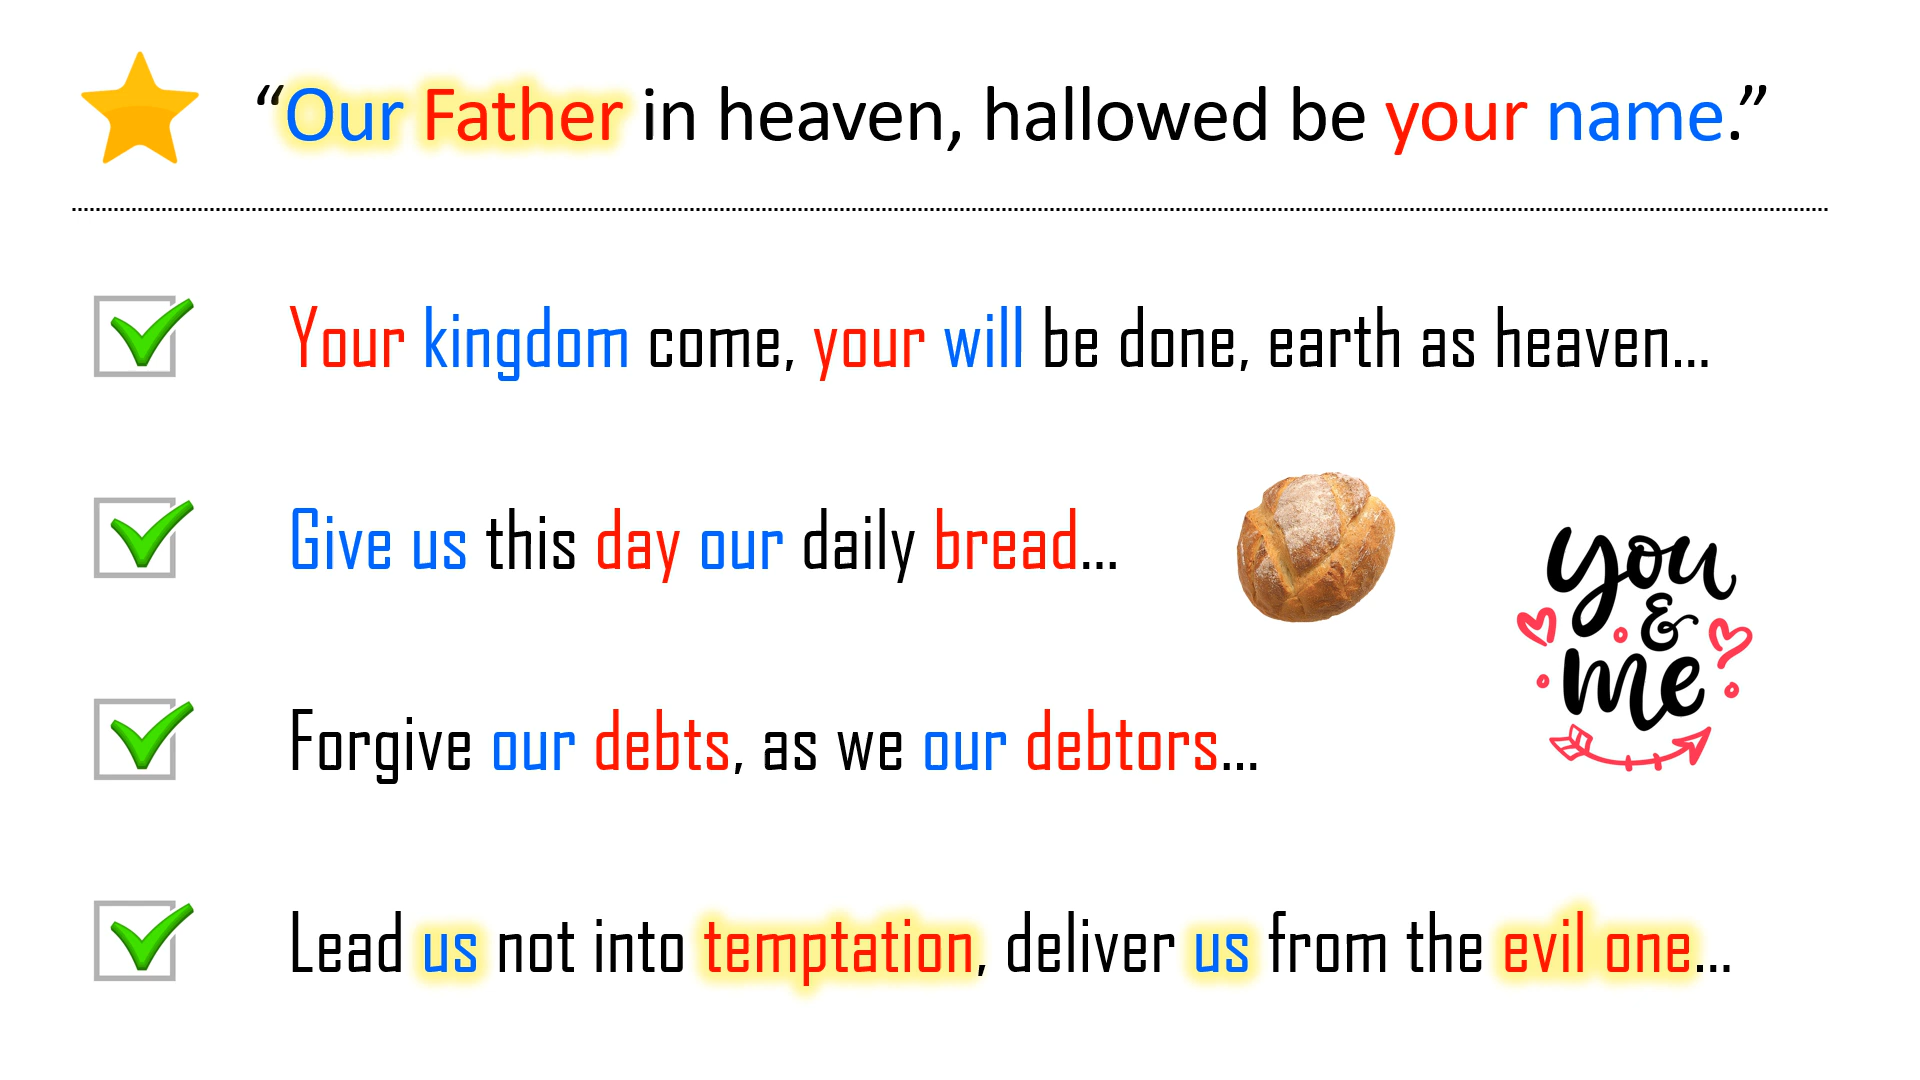 “Our Father in heaven, hallowed be your name.”
Your kingdom come, your will be done, earth as heaven...
Give us this day our daily bread...
you
&
me
Forgive our debts, as we our debtors...
Lead us not into temptation, deliver us from the evil one...